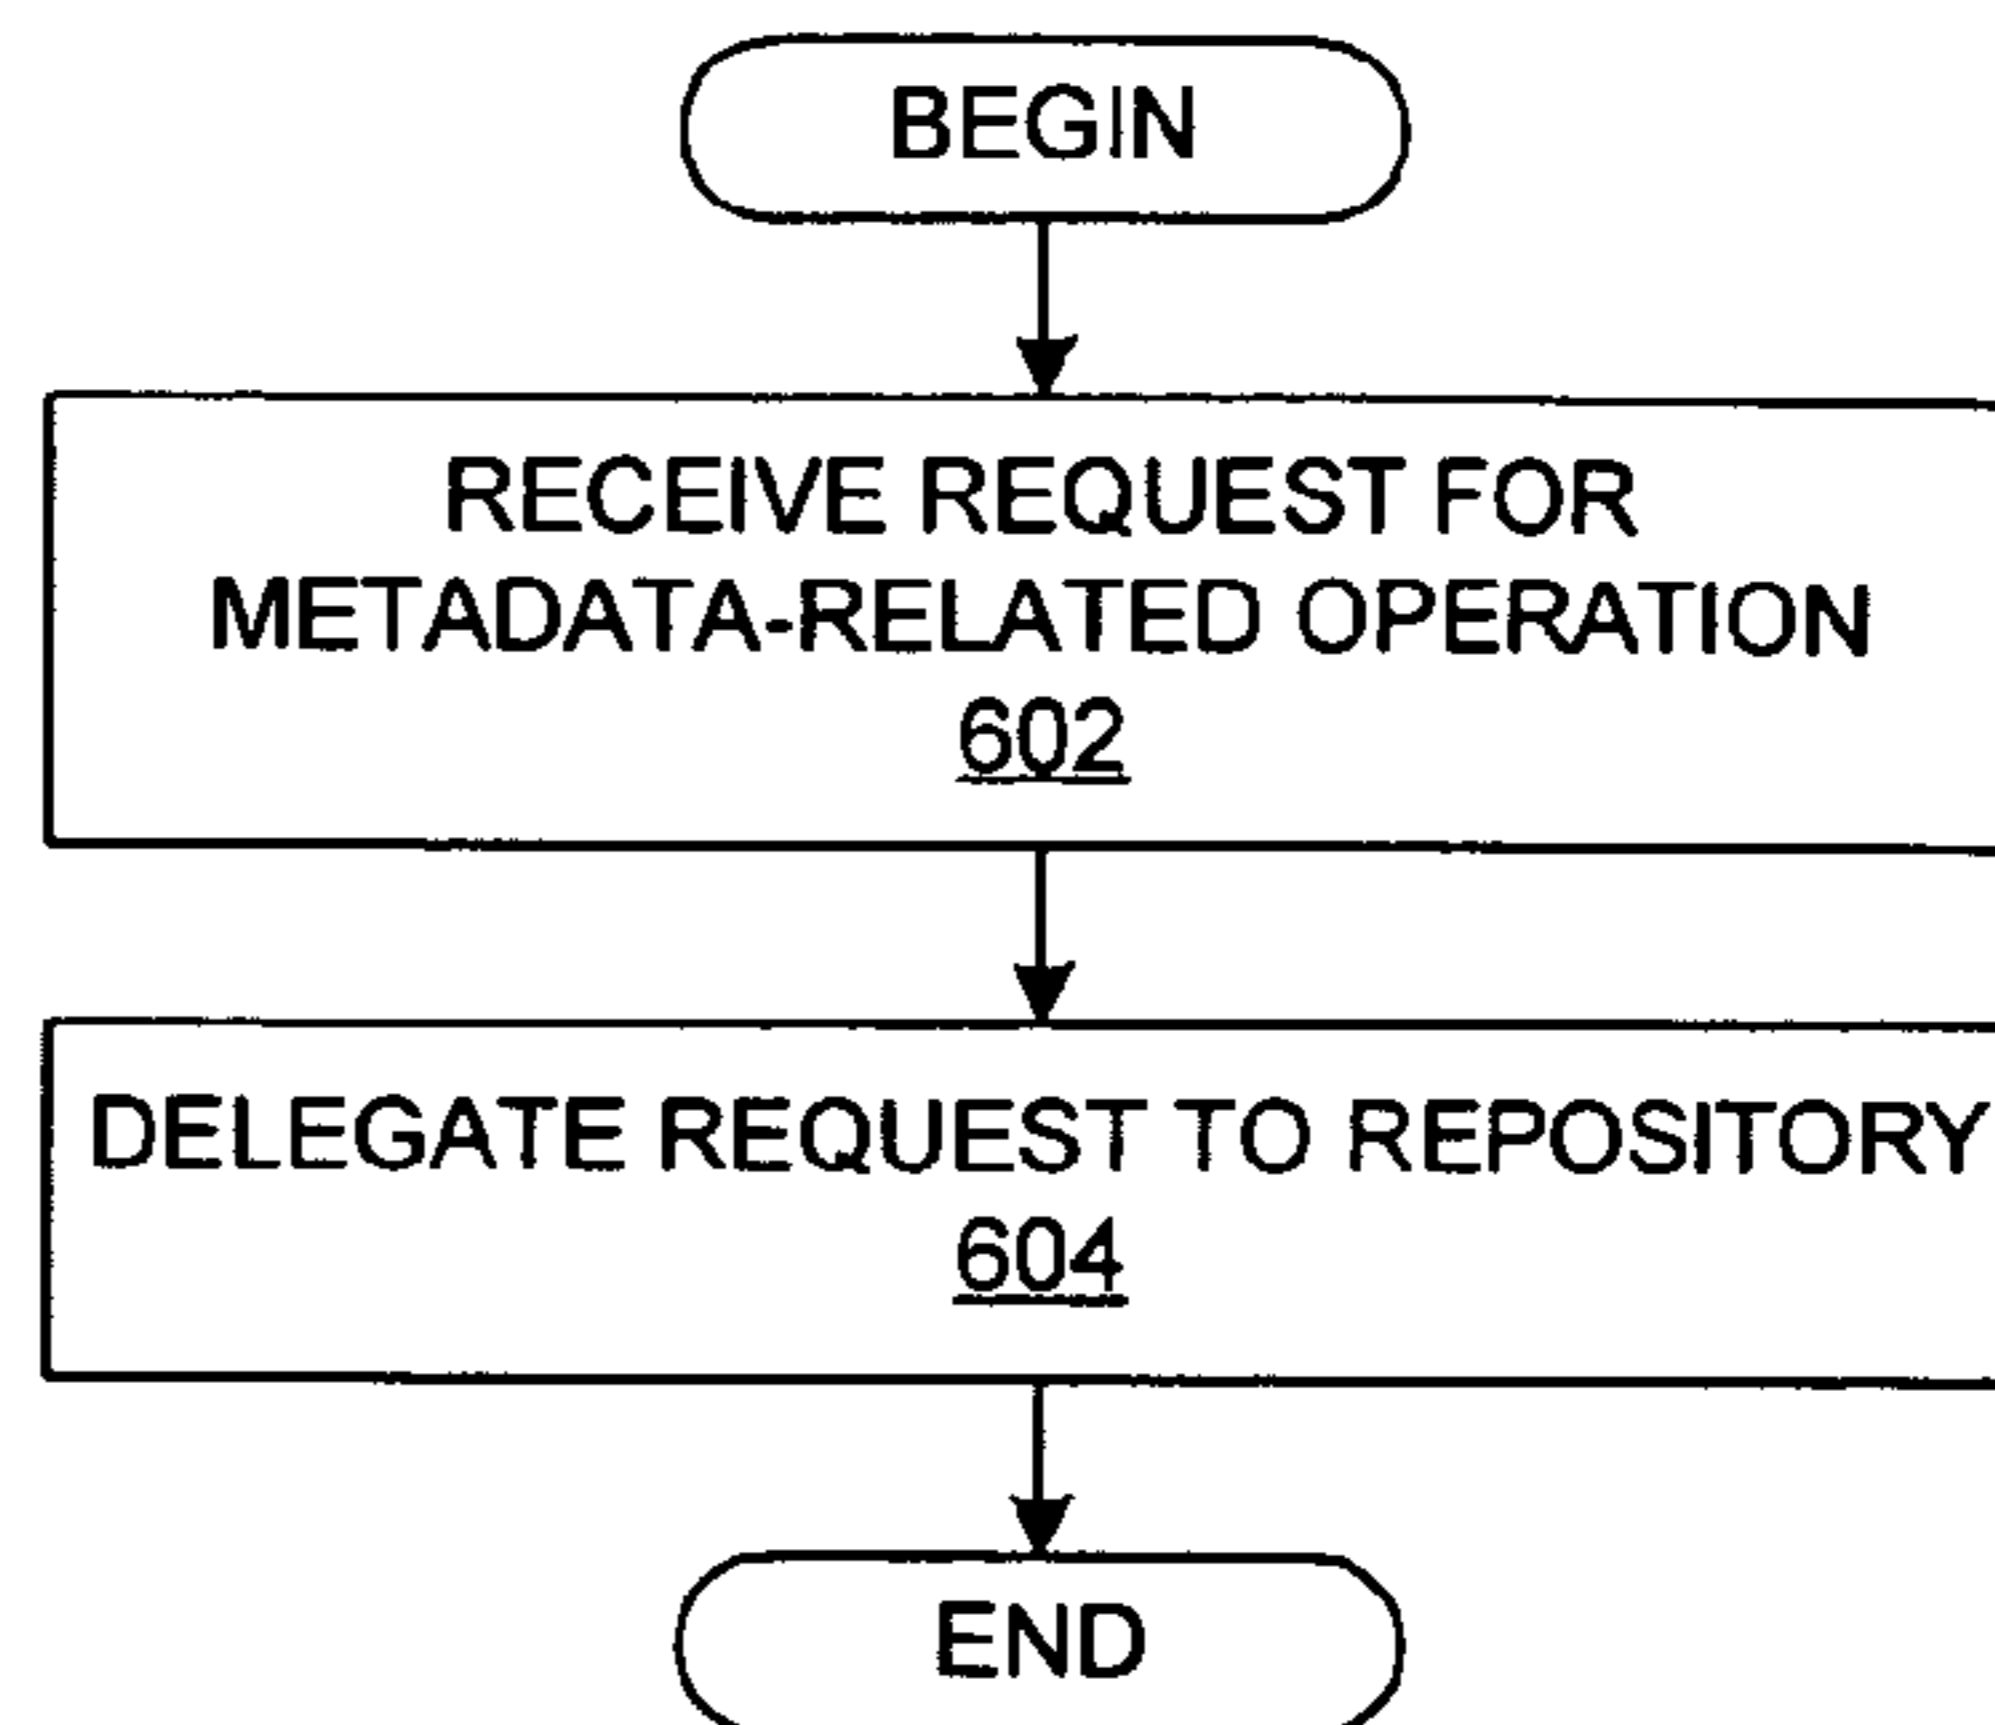 BEGIN
RECEIVE REQUEST FOR
METADATA-RELATED OPERATION
602
DELEGATE REQUEST TO REPOSITORY
604
END